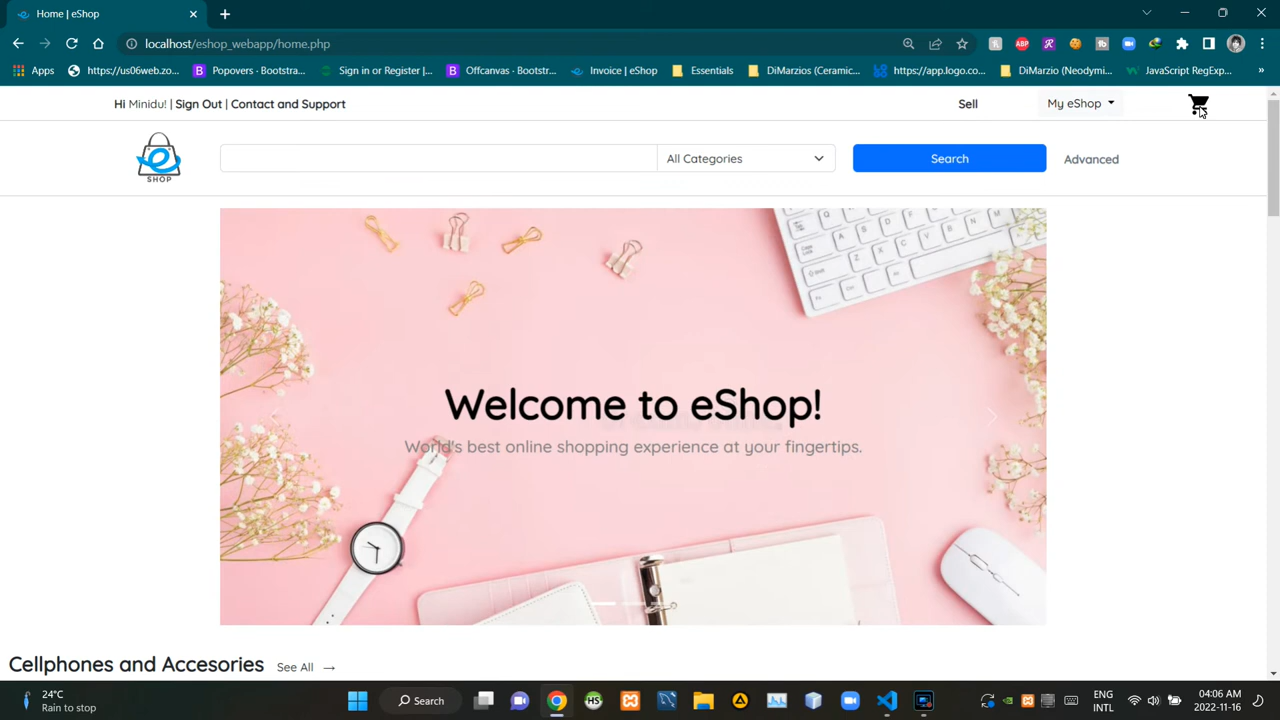 Home | eShop
localhost/eshop_webapp/home.php
Apps https://us06web.zo... Popovers · Bootstra... Sign in or Register |... Offcanvas · Bootstr... Invoice | eShop Essentials DiMarzios (Ceramic... https://app.logo.co... DiMarzio (Neodymi... JavaScript RegExp...
Hi Minidu! | Sign Out | Contact and Support Sell My eShop
SHOP
All Categories Search Advanced
Welcome to eShop!
World's best online shopping experience at your fingertips.
Cellphones and Accesories See All →
24°C
Rain to stop
Search
ENG
INTL
04:06 AM
2022-11-16